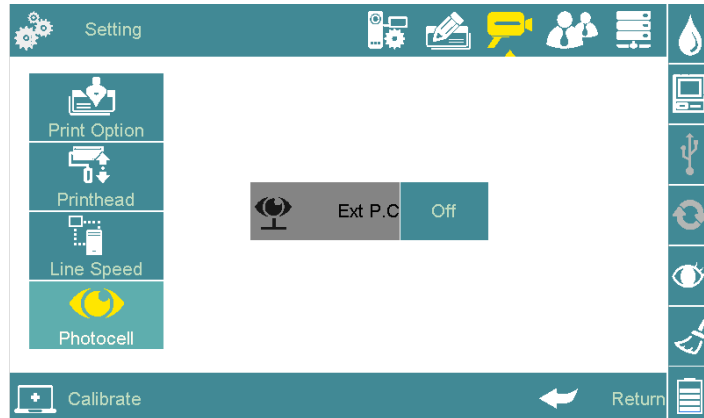 Setting
Print Option
Printhead
Line Speed
Photocell
Ext P.C
Off
Calibrate
Return